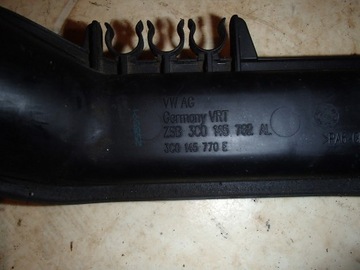 VW AG
Germany VRT
ZSB 3C0 145 762 AL
3C0 145 770 E